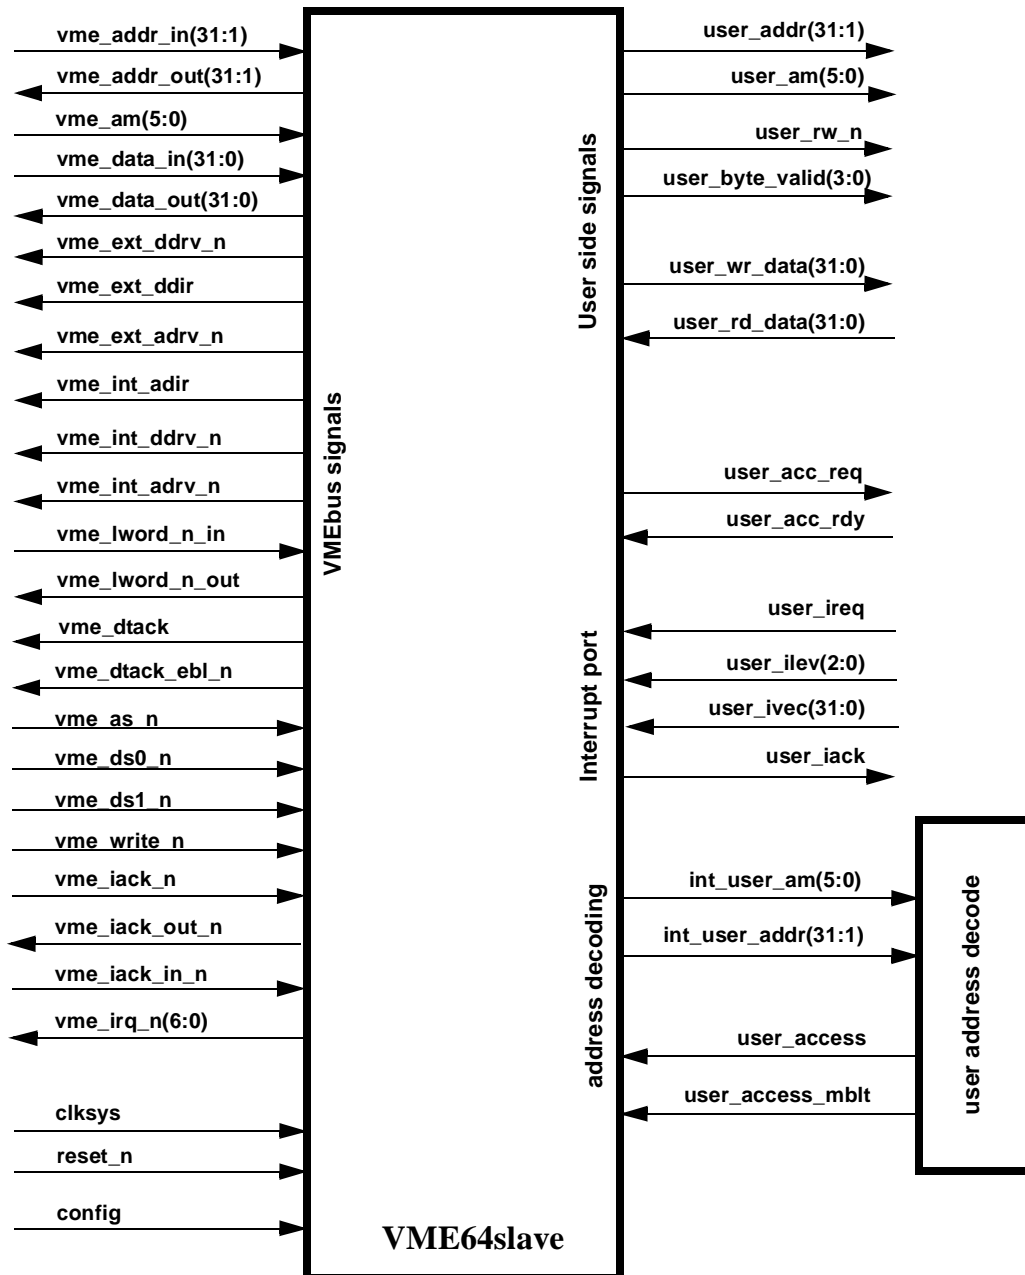 vme_addr_in(31:1)
vme_addr_out(31:1)
vme_am(5:0)
vme_data_in(31:0)
vme_data_out(31:0)
vme_ext_ddrv_n
vme_ext_ddir
vme_ext_adrv_n
vme_int_adir
vme_int_ddrv_n
vme_int_adrv_n
vme_lword_n_in
vme_lword_n_out
vme_dtack
vme_dtack_ebl_n
vme_as_n
vme_ds0_n
vme_ds1_n
vme_write_n
vme_iack_n
vme_iack_out_n
vme_iack_in_n
vme_irq_n(6:0)
clksys
reset_n
config
VMEbus signals
User side signals
Interrupt port
address decoding
VME64slave
user_addr(31:1)
user_am(5:0)
user_rw_n
user_byte_valid(3:0)
user_wr_data(31:0)
user_rd_data(31:0)
user_acc_req
user_acc_rdy
user_ireq
user_ilev(2:0)
user_ivec(31:0)
user_iack
int_user_am(5:0)
int_user_addr(31:1)
user_access
user_access_mblt
user address decode